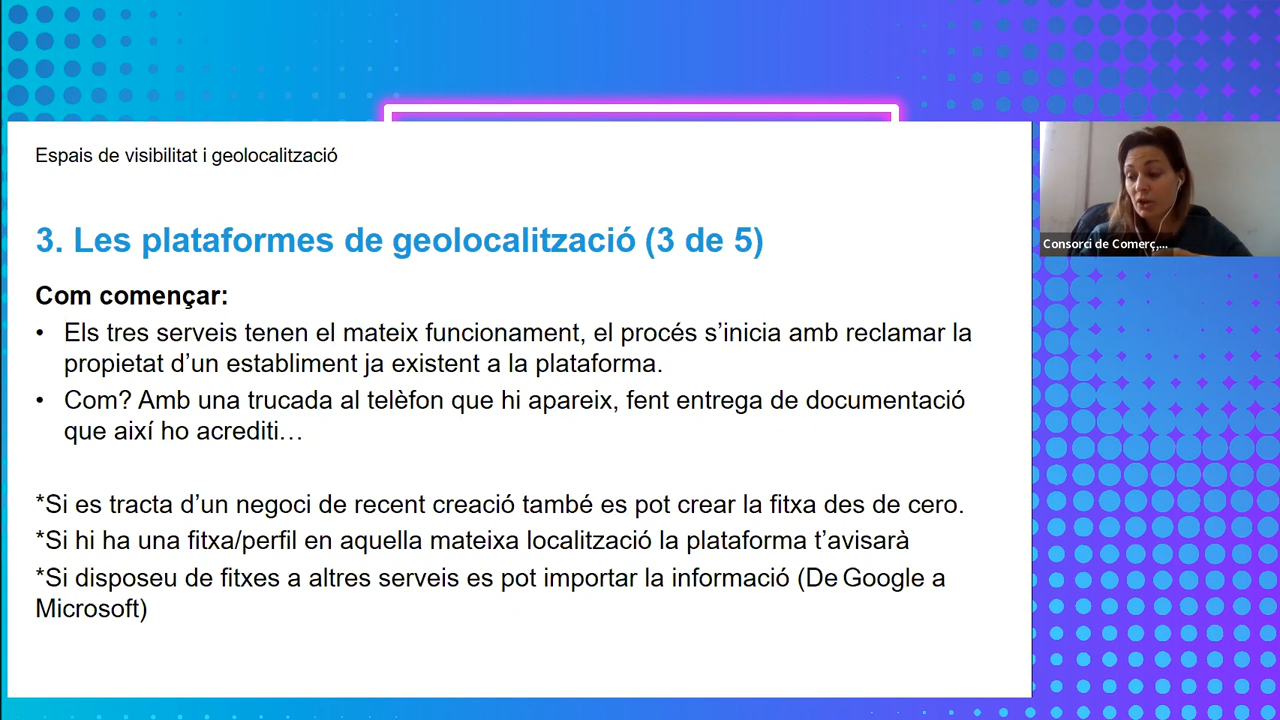 Espais de visibilitat i geolocalització
3. Les plataformes de geolocalització (3 de 5)
Com començar:
• Els tres serveis tenen el mateix funcionament, el procés s’inicia amb reclamar la
propietat d’un establiment ja existent a la plataforma.
• Com? Amb una trucada al telèfon que hi apareix, fent entrega de documentació
que així ho acrediti…
*Si es tracta d’un negoci de recent creació també es pot crear la fitxa des de cero.
*Si hi ha una fitxa/perfil en aquella mateixa localització la plataforma t’avisarà
*Si disposeu de fitxes a altres serveis es pot importar la informació (De Google a
Microsoft)
Consorci de Comerç,...